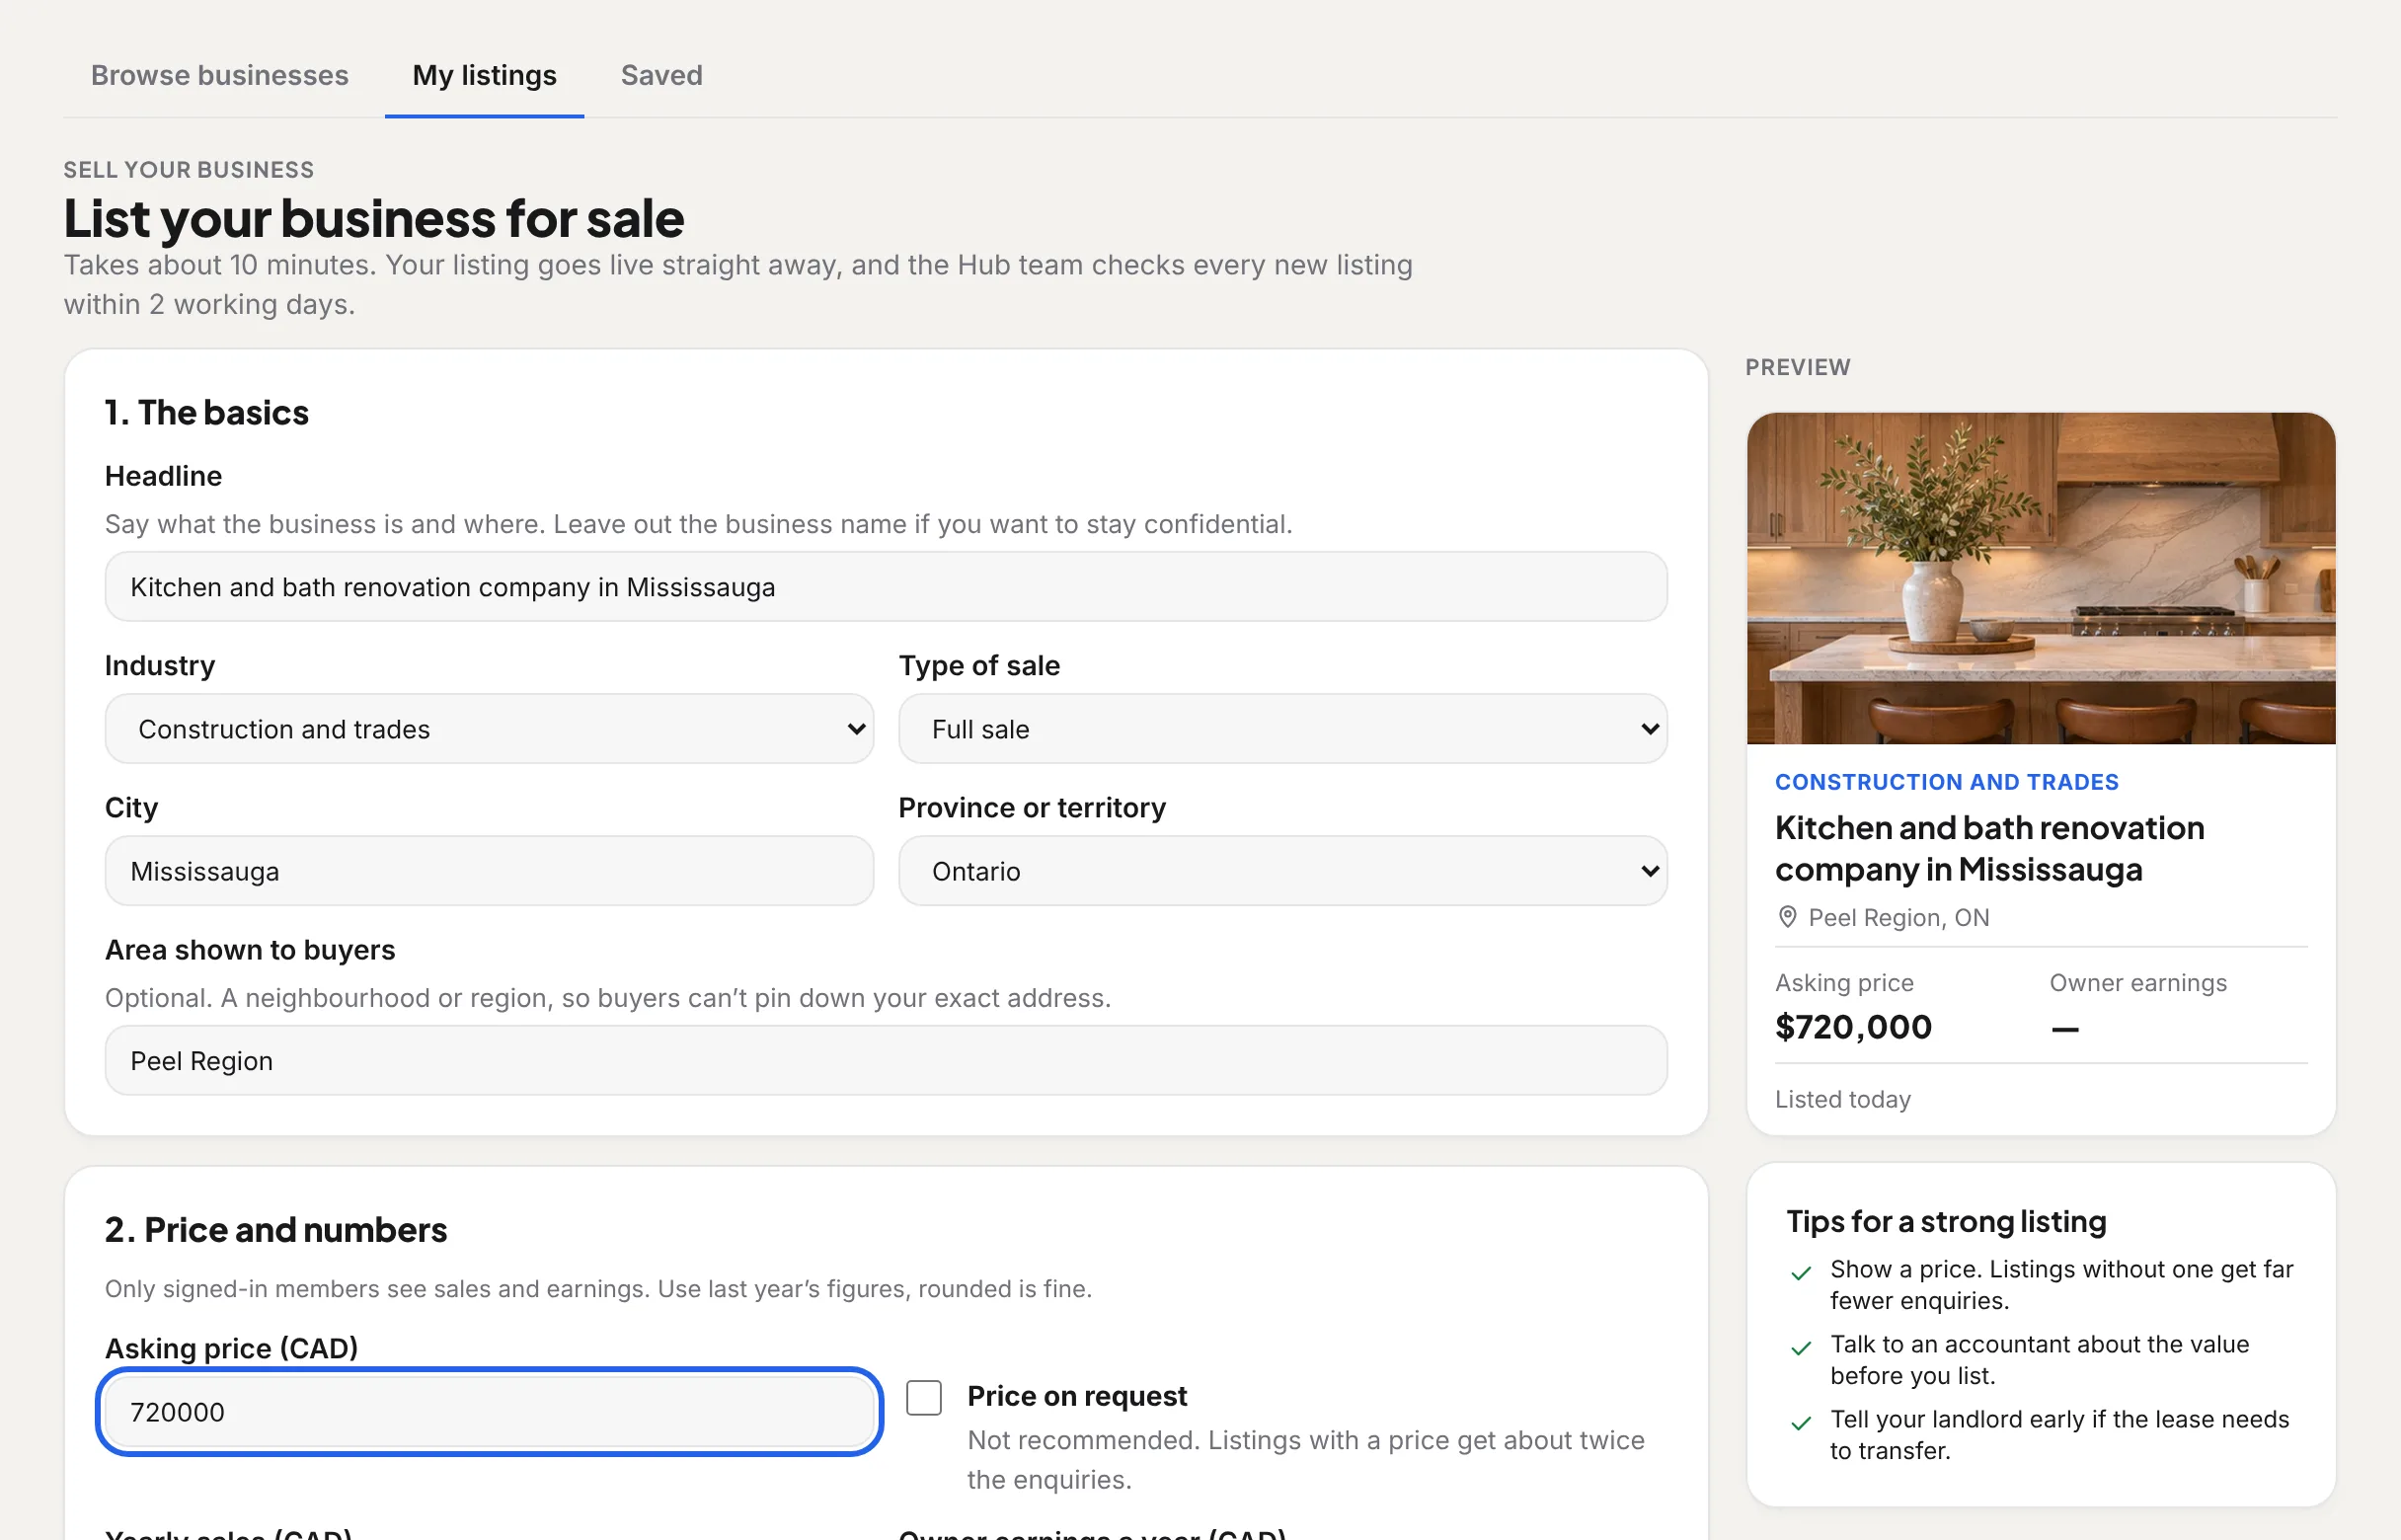 Browse businesses
My listings
Saved
SELL YOUR BUSINESS
List your business for sale
Takes about 10 minutes. Your listing goes live straight away, and the Hub team checks every new listing
within 2 working days.
1. The basics
Headline
Say what the business is and where. Leave out the business name if you want to stay confidential.
Kitchen and bath renovation company in Mississauga
Industry
Construction and trades
Type of sale
Full sale
City
Mississauga
Province or territory
Ontario
Area shown to buyers
Optional. A neighbourhood or region, so buyers can’t pin down your exact address.
Peel Region
2. Price and numbers
Only signed-in members see sales and earnings. Use last year’s figures, rounded is fine.
Asking price (CAD)
720000
Price on request
Not recommended. Listings with a price get about twice
the enquiries.
Yearly sales (CAD)
Owner earnings a year (CAD)
PREVIEW
CONSTRUCTION AND TRADES
Kitchen and bath renovation
company in Mississauga
Peel Region, ON
Asking price
$720,000
Owner earnings
—
Listed today
Tips for a strong listing
Show a price. Listings without one get far
fewer enquiries.
Talk to an accountant about the value
before you list.
Tell your landlord early if the lease needs
to transfer.